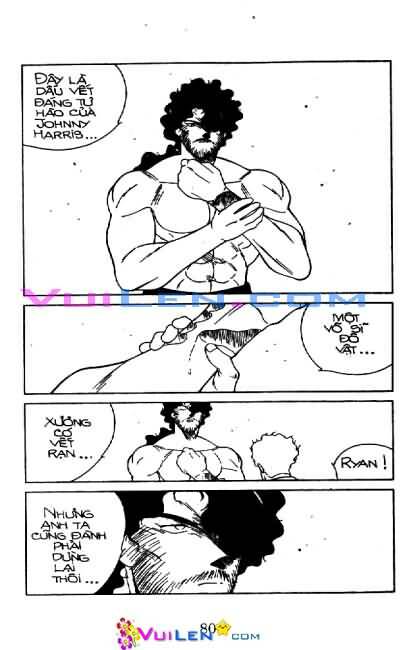 ĐÂY LÀ
DẤU VẾT
ĐÁNG TỰ
HÀO CỦA
JOHNNY
HARRIS...
VUILEN.COM
MỘT
VÕ SĨ
ĐÔ
VẬT...
XƯƠNG
CÓ
VẾT
RẠN...
RYAN!
NHƯNG
ANH TA
CŨNG ĐÀNH
PHẢI
DỪNG
LẠI
THÔI...
80
VUILEN.COM